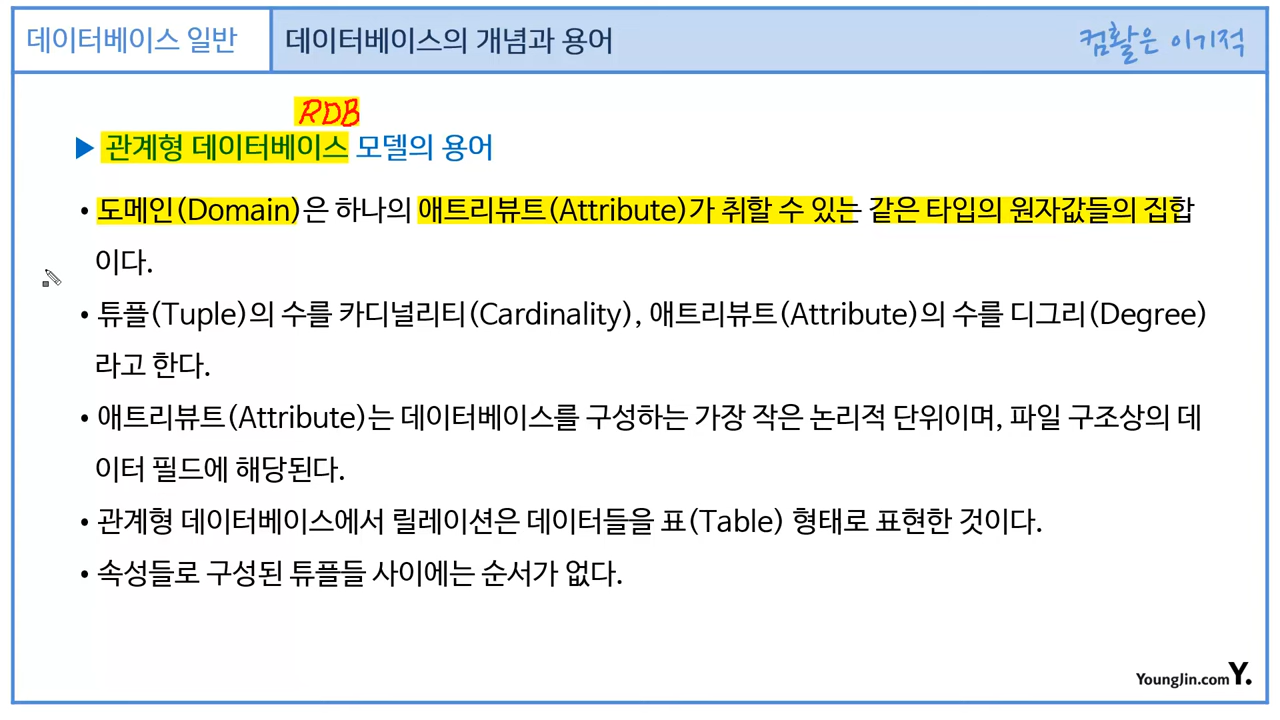 데이터베이스 일반
데이터베이스의 개념과 용어
컴활은 이기적
RDB
▶ 관계형 데이터베이스 모델의 용어
• 도메인(Domain)은 하나의 애트리뷰트(Attribute)가 취할 수 있는 같은 타입의 원자값들의 집합
이다.
• 튜플(Tuple)의 수를 카디널리티(Cardinality), 애트리뷰트(Attribute)의 수를 디그리(Degree)
라고 한다.
• 애트리뷰트(Attribute)는 데이터베이스를 구성하는 가장 작은 논리적 단위이며, 파일 구조상의 데
이터 필드에 해당된다.
• 관계형 데이터베이스에서 릴레이션은 데이터들을 표(Table) 형태로 표현한 것이다.
• 속성들로 구성된 튜플들 사이에는 순서가 없다.
YoungJin.com Y.